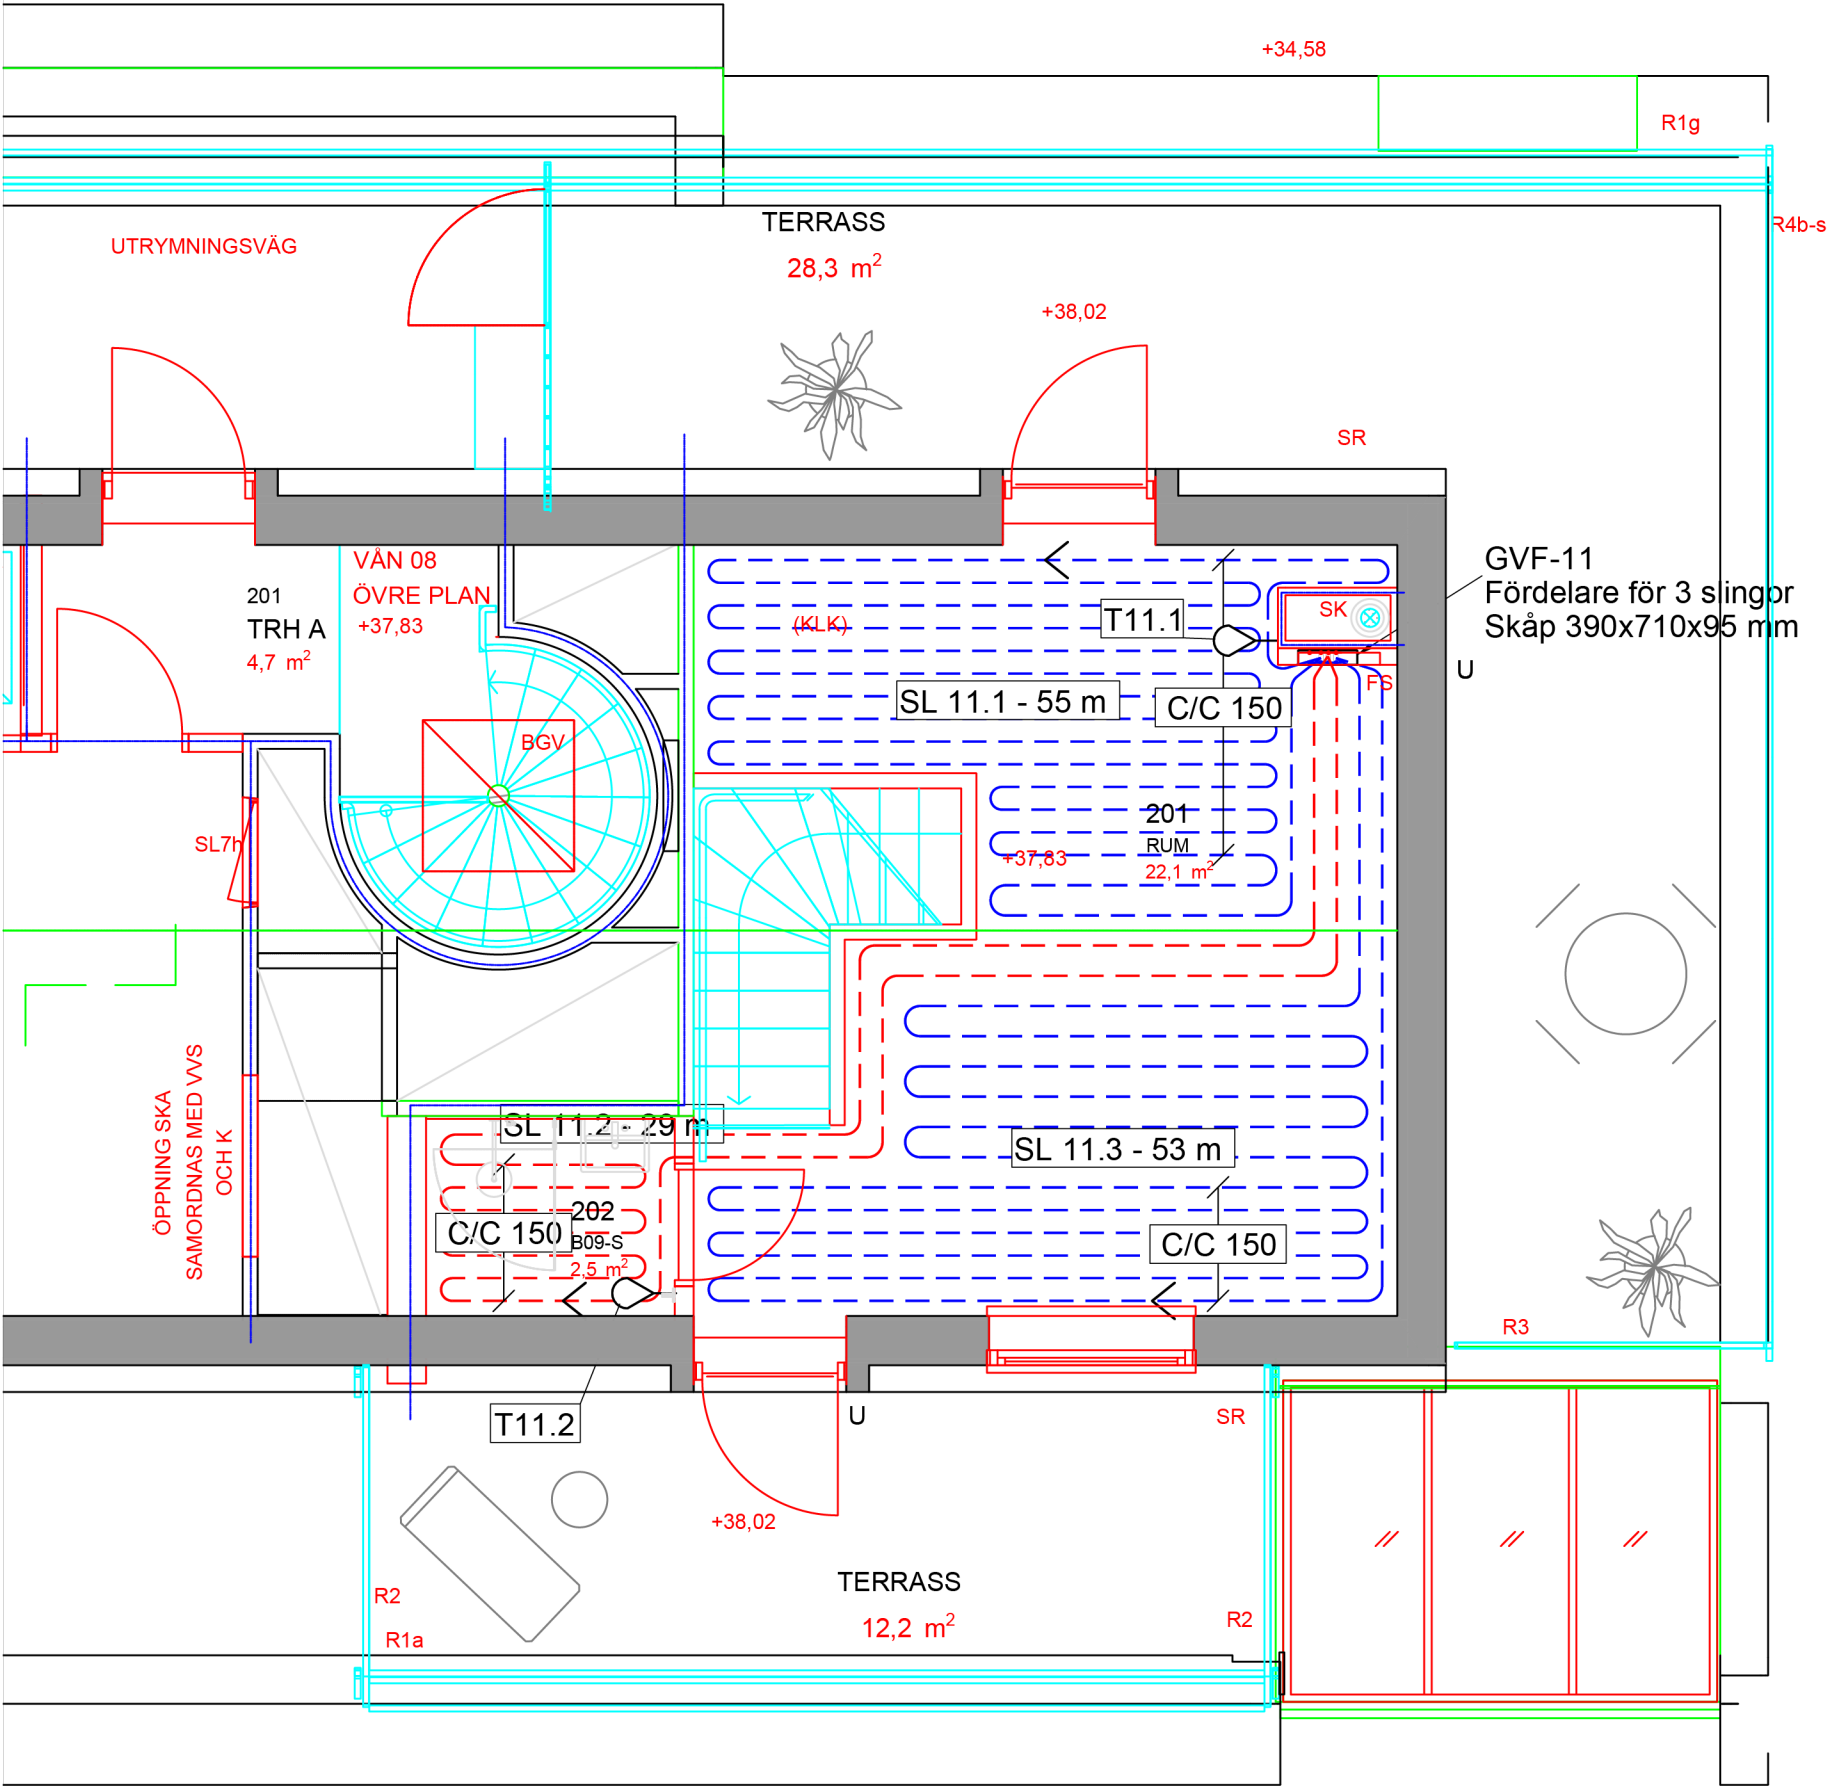 +34,58
R1g
R4b-s
TERRASS
28,3 m²
UTRYMNINGSVÄG
+38,02
SR
VÅN 08
ÖVRE PLAN
+37,83
201
TRH A
4,7 m²
GVF-11
Fördelare för 3 slingor
Skåp 390x710x95 mm
SK
T11.1
(KLK)
U
FS
SL 11.1 - 55 m
C/C 150
BGV
201
RUM
22,1 m²
+37,83
SL7h
ÖPPNING SKA
SAMORDNAS MED VVS
OCH K
SL 11.2 - 29 m
SL 11.3 - 53 m
202
B09-S
2,5 m²
C/C 150
C/C 150
R3
T11.2
U
SR
+38,02
TERRASS
12,2 m²
R2
R1a
R2